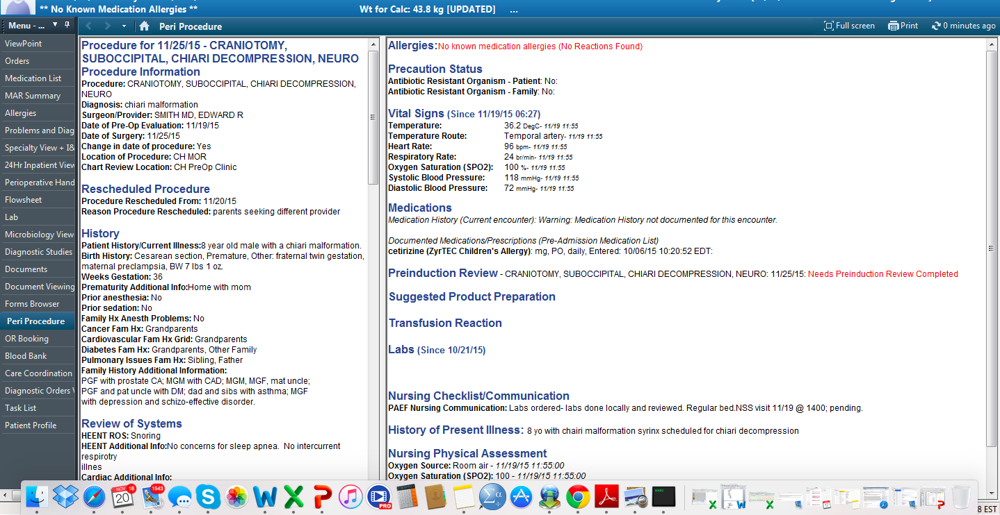 ** No Known Medication Allergies **
Wt for Calc: 43.8 kg [UPDATED] ...
Menu - ...
Peri Procedure
Full screen
Print
0 minutes ago
ViewPoint
Orders
Medication List
MAR Summary
Allergies
Problems and Diag
Specialty View + I&
24Hr Inpatient View
Perioperative Hand
Flowsheet
Lab
Microbiology View
Diagnostic Studies
Documents
Document Viewing
Forms Browser
Peri Procedure
OR Booking
Blood Bank
Care Coordination
Diagnostic Orders V
Task List
Patient Profile
Procedure for 11/25/15 - CRANIOTOMY,
SUBOCCIPITAL, CHIARI DECOMPRESSION, NEURO
Procedure Information
Procedure: CRANIOTOMY, SUBOCCIPITAL, CHIARI DECOMPRESSION,
NEURO
Diagnosis: chiari malformation
Surgeon/Provider: SMITH MD, EDWARD R
Date of Pre-Op Evaluation: 11/19/15
Date of Surgery: 11/25/15
Change in date of procedure: Yes
Location of Procedure: CH MOR
Chart Review Location: CH PreOp Clinic
Rescheduled Procedure
Procedure Rescheduled From: 11/20/15
Reason Procedure Rescheduled: parents seeking different provider
History
Patient History/Current Illness:8 year old male with a chiari malformation.
Birth History: Cesarean section, Premature, Other: fraternal twin gestation,
maternal preclampsia, BW 7 lbs 1 oz.
Weeks Gestation: 36
Prematurity Additional Info:Home with mom
Prior anesthesia: No
Prior sedation: No
Family Hx Anesth Problems: No
Cancer Fam Hx: Grandparents
Cardiovascular Fam Hx Grid: Grandparents
Diabetes Fam Hx: Grandparents, Other Family
Pulmonary Issues Fam Hx: Sibling, Father
Family History Additional Information:
PGF with prostate CA; MGM with CAD; MGM, MGF, mat uncle;
PGF and pat uncle with DM; dad and sibs with asthma; MGF
with depression and schizo-effective disorder.
Review of Systems
HEENT ROS: Snoring
HEENT Additional Info:No concerns for sleep apnea. No intercurrent
respirotry
illnes
Cardiac Additional Info:
Allergies:No known medication allergies (No Reactions Found)
Precaution Status
Antibiotic Resistant Organism - Patient: No:
Antibiotic Resistant Organism - Family: No:
Vital Signs (Since 11/19/15 06:27)
Temperature: 36.2 DegC- 11/19 11:55
Temperature Route: Temporal artery- 11/19 11:55
Heart Rate: 96 bpm- 11/19 11:55
Respiratory Rate: 24 br/min- 11/19 11:55
Oxygen Saturation (SPO2): 100 %- 11/19 11:55
Systolic Blood Pressure: 118 mmHg- 11/19 11:55
Diastolic Blood Pressure: 72 mmHg- 11/19 11:55
Medications
Medication History (Current encounter): Warning: Medication History not documented for this encounter.
Documented Medications/Prescriptions (Pre-Admission Medication List)
cetirizine (ZyrTEC Children's Allergy): mg, PO, daily, Entered: 10/06/15 10:20:52 EDT:
Preinduction Review - CRANIOTOMY, SUBOCCIPITAL, CHIARI DECOMPRESSION, NEURO: 11/25/15: Needs Preinduction Review Completed
Suggested Product Preparation
Transfusion Reaction
Labs (Since 10/21/15)
Nursing Checklist/Communication
PAEF Nursing Communication: Labs ordered- labs done locally and reviewed. Regular bed.NSS visit 11/19 @ 1400; pending.
History of Present Illness: 8 yo with chairi malformation syrinx scheduled for chiari decompression
Nursing Physical Assessment
Oxygen Source: Room air - 11/19/15 11:55:00
Oxygen Saturation (SPO2): 100 - 11/19/15 11:55:00
NOV 18
20
1543
PRO
EXEC
8 EST